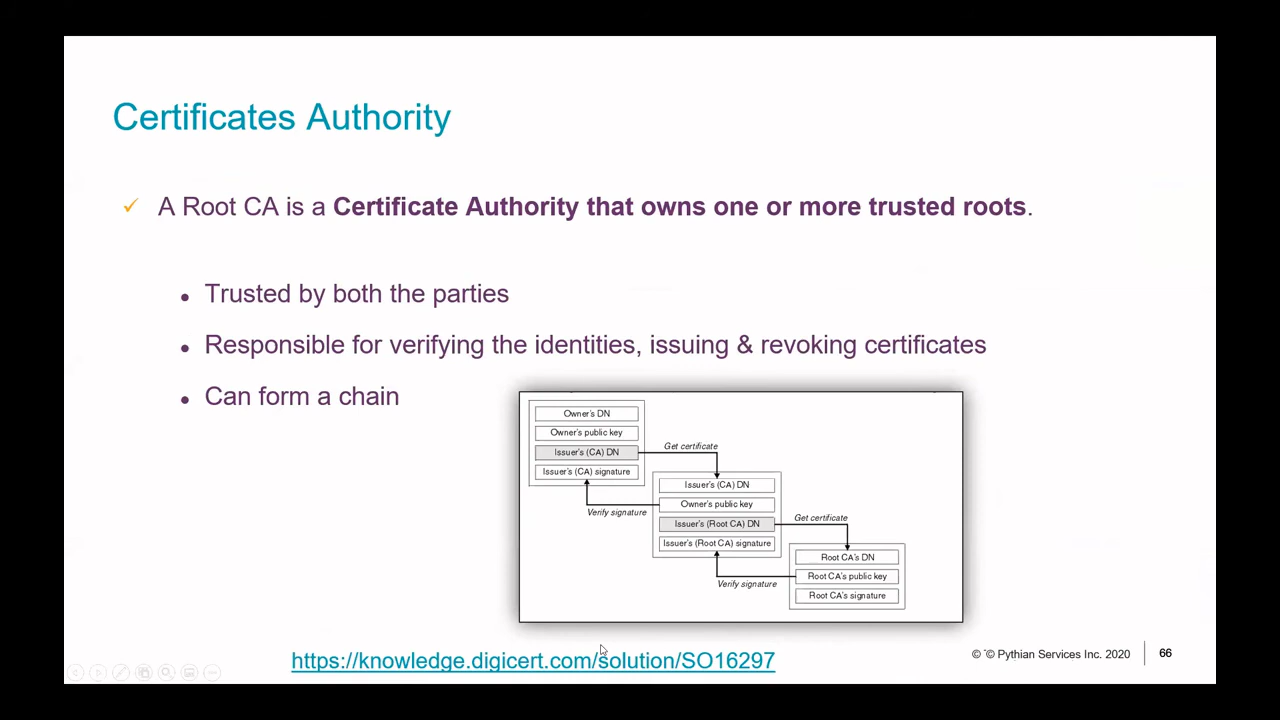 Certificates Authority
✓ A Root CA is a Certificate Authority that owns one or more trusted roots.
• Trusted by both the parties
• Responsible for verifying the identities, issuing & revoking certificates
• Can form a chain
Owner's DN
Owner's public key
Issuer's (CA) DN
Issuer's (CA) signature
Get certificate
Verify signature
Issuer's (CA) DN
Owner's public key
Issuer's (Root CA) DN
Issuer's (Root CA) signature
Get certificate
Verify signature
Root CA's DN
Root CA's public key
Root CA's signature
https://knowledge.digicert.com/solution/SO16297
© ˜© Pythian Services Inc. 2020
66